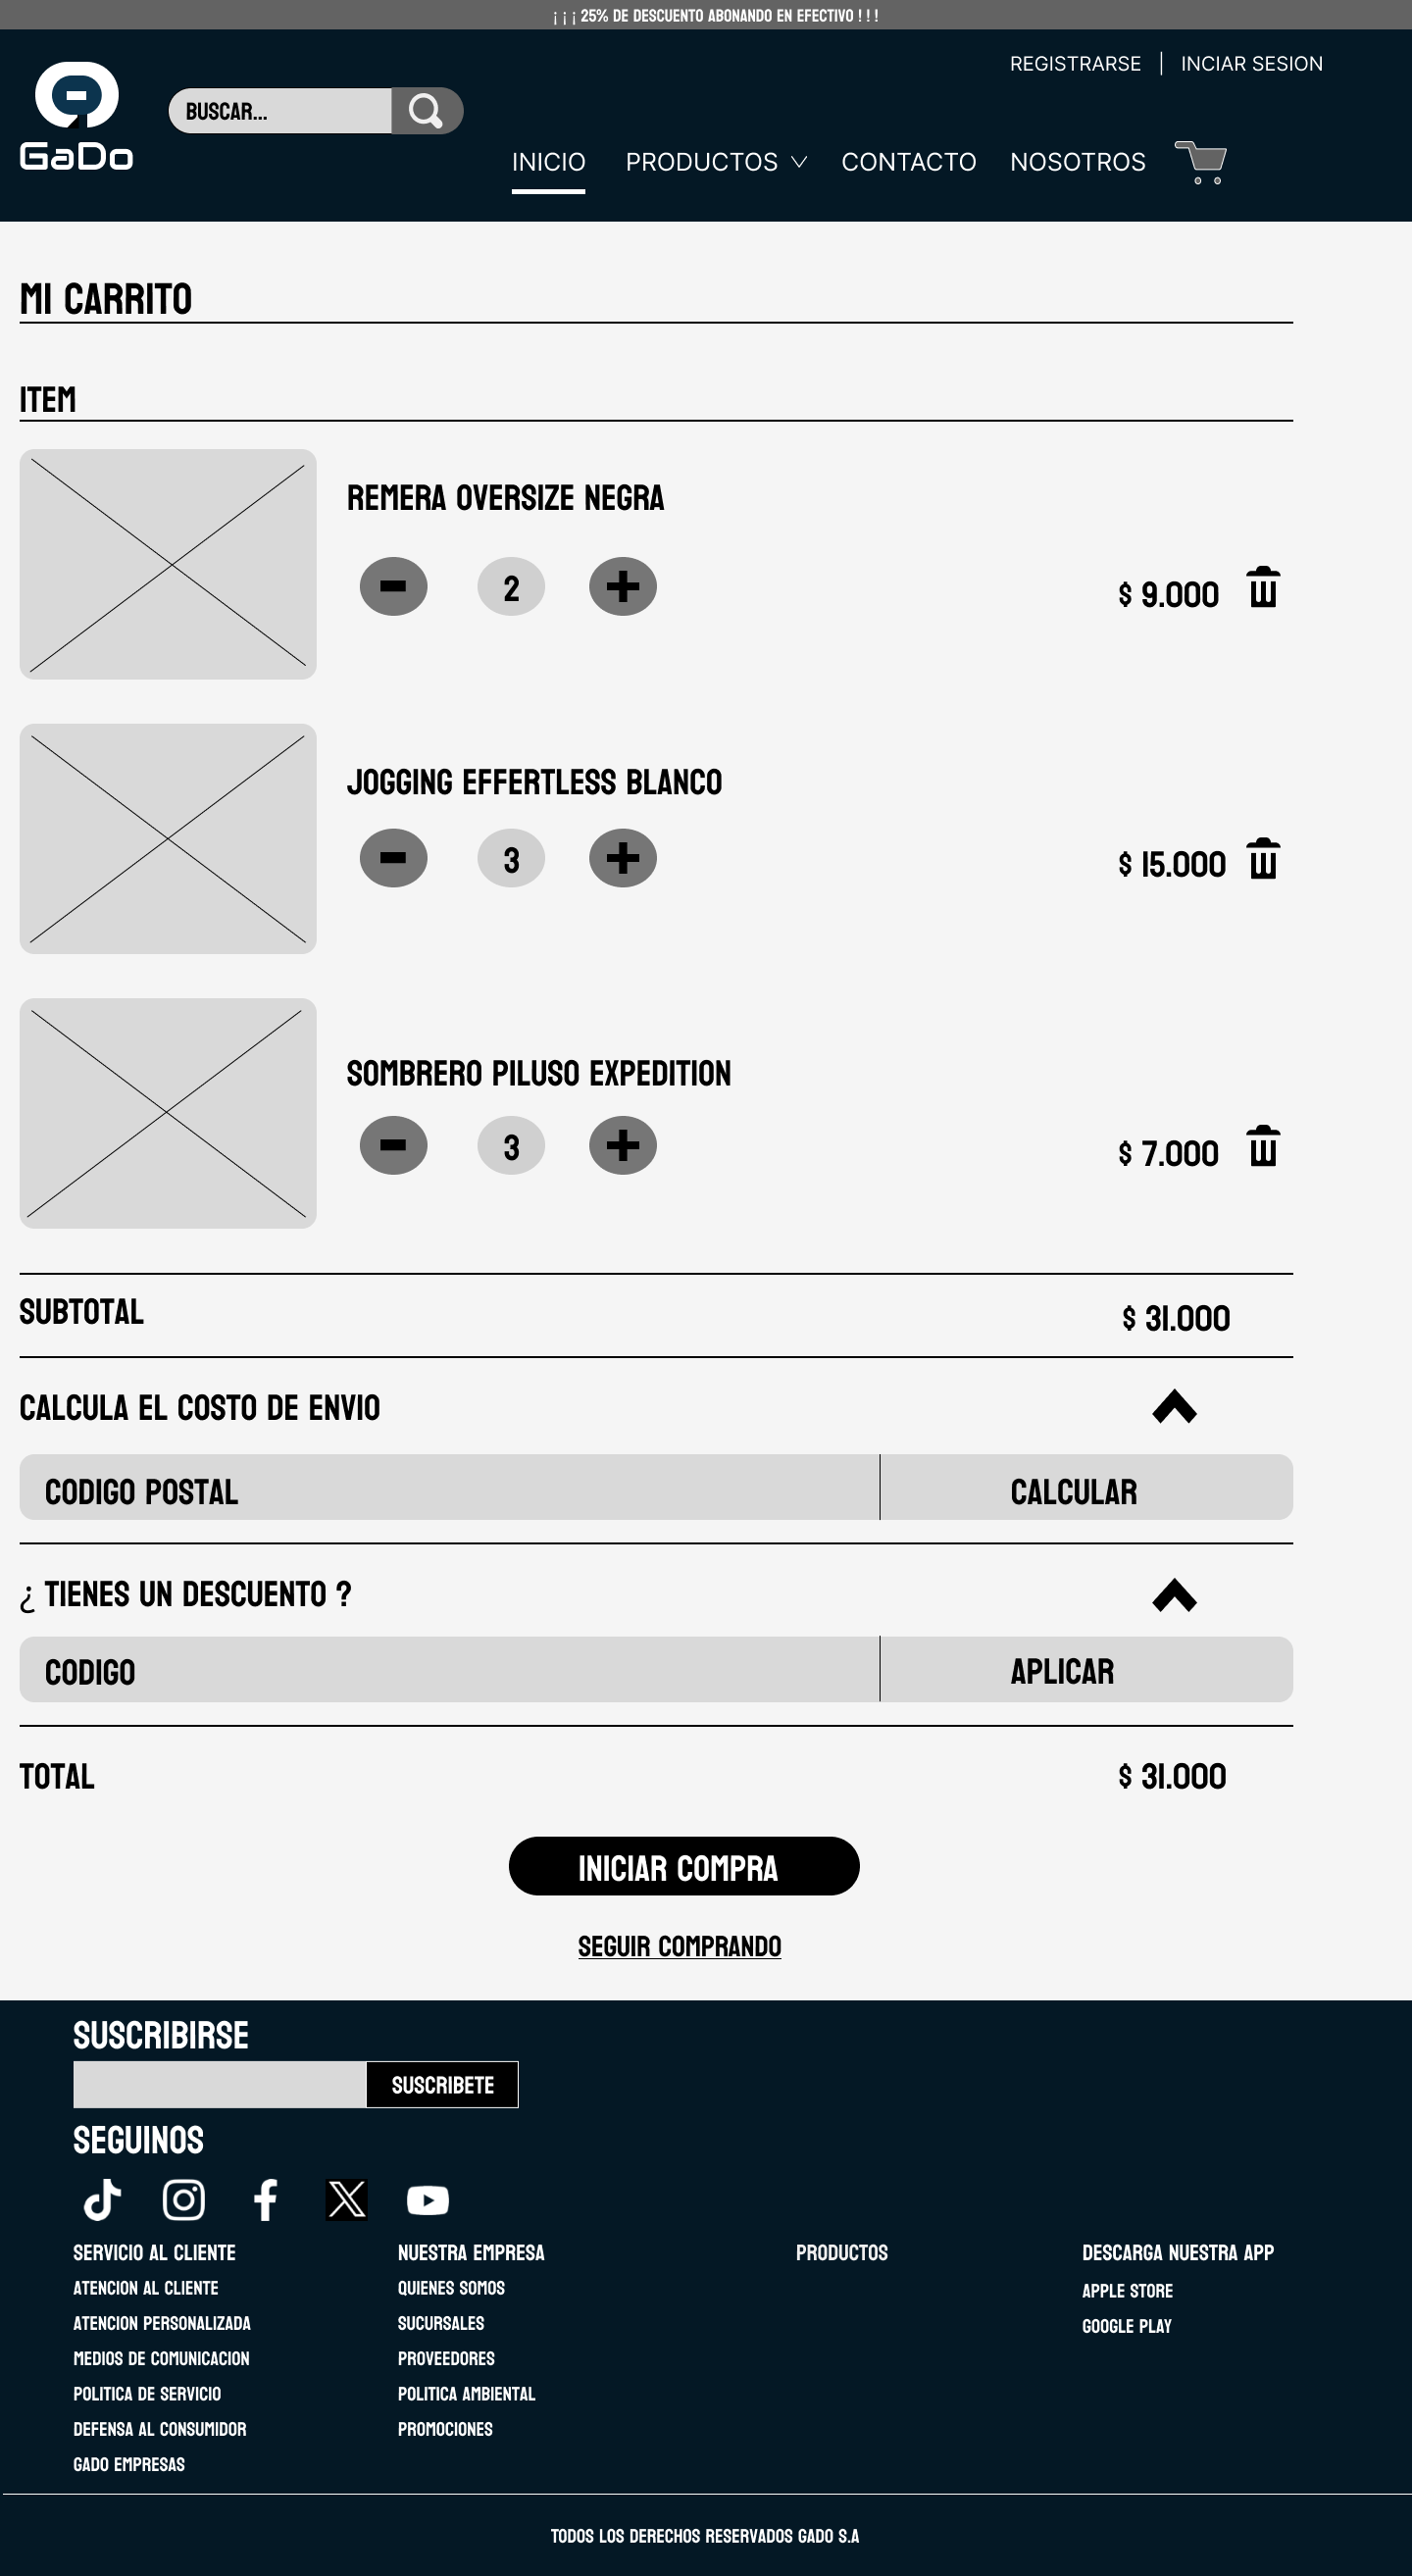 ¡ ¡ ¡ 25% DE DESCUENTO ABONANDO EN EFECTIVO ! ! !
REGISTRARSE | INCIAR SESION
GaDo
BUSCAR...
INICIO PRODUCTOS CONTACTO NOSOTROS
MI CARRITO
ITEM
REMERA OVERSIZE NEGRA
- 2 +
$ 9.000
JOGGING EFFERTLESS BLANCO
- 3 +
$ 15.000
SOMBRERO PILUSO EXPEDITION
- 3 +
$ 7.000
SUBTOTAL $ 31.000
CALCULA EL COSTO DE ENVIO
CODIGO POSTAL CALCULAR
¿ TIENES UN DESCUENTO ?
CODIGO APLICAR
TOTAL $ 31.000
INICIAR COMPRA
SEGUIR COMPRANDO
SUSCRIBIRSE
SUSCRIBETE
SEGUINOS
SERVICIO AL CLIENTE
ATENCION AL CLIENTE
ATENCION PERSONALIZADA
MEDIOS DE COMUNICACION
POLITICA DE SERVICIO
DEFENSA AL CONSUMIDOR
GADO EMPRESAS
NUESTRA EMPRESA
QUIENES SOMOS
SUCURSALES
PROVEEDORES
POLITICA AMBIENTAL
PROMOCIONES
PRODUCTOS
DESCARGA NUESTRA APP
APPLE STORE
GOOGLE PLAY
TODOS LOS DERECHOS RESERVADOS GADO S.A